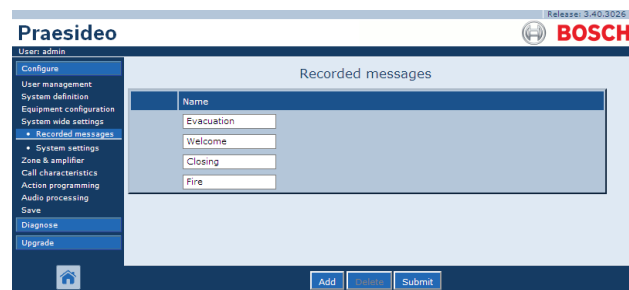 Release: 3.40.3026
Praesideo
BOSCH
User: admin
Configure
User management
System definition
Equipment configuration
System wide settings
• Recorded messages
• System settings
Zone & amplifier
Call characteristics
Action programming
Audio processing
Save
Diagnose
Upgrade
Recorded messages
Name
Evacuation
Welcome
Closing
Fire
Add Delete Submit